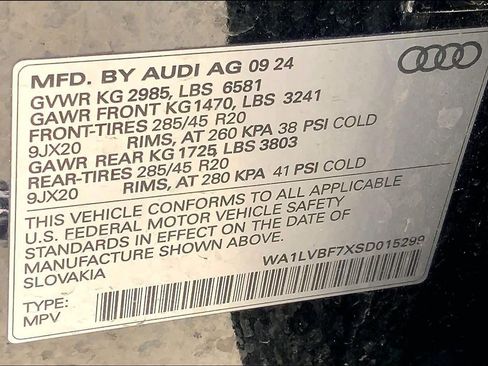 MFD. BY AUDI AG 09 24
GVWR KG 2985, LBS 6581
GAWR FRONT KG 1470, LBS 3241
FRONT-TIRES 285/45 R20
9JX20 RIMS, AT 260 KPA 38 PSI COLD
GAWR REAR KG 1725 LBS 3803
REAR-TIRES 285/45 R20
9JX20 RIMS, AT 280 KPA 41 PSI COLD
THIS VEHICLE CONFORMS TO ALL APPLICABLE
U.S. FEDERAL MOTOR VEHICLE SAFETY
STANDARDS IN EFFECT ON THE DATE OF
MANUFACTURE SHOWN ABOVE.
SLOVAKIA
WA1LVBF7XSD015299
TYPE:
MPV